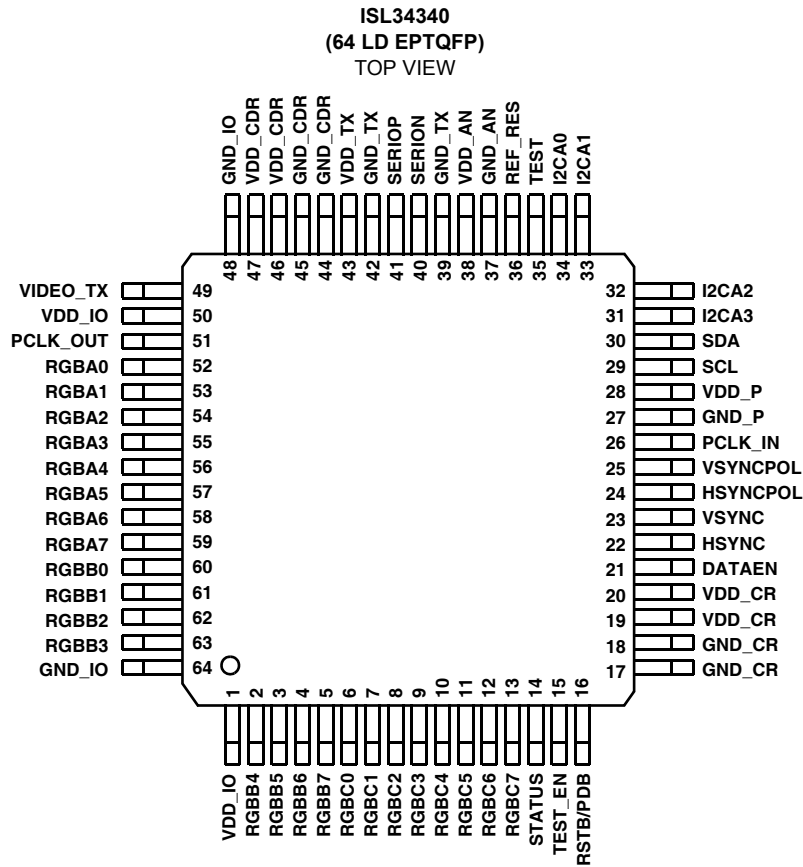 ISL34340
(64 LD EPTQFP)
TOP VIEW
GND_IO
VDD_CDR
VDD_CDR
GND_CDR
GND_CDR
VDD_TX
GND_TX
SERIOP
SERION
GND_TX
VDD_AN
GND_AN
REF_RES
TEST
I2CA0
I2CA1
48
47
46
45
44
43
42
41
40
39
38
37
36
35
34
33
VIDEO_TX 49
VDD_IO 50
PCLK_OUT 51
RGBA0 52
RGBA1 53
RGBA2 54
RGBA3 55
RGBA4 56
RGBA5 57
RGBA6 58
RGBA7 59
RGBB0 60
RGBB1 61
RGBB2 62
RGBB3 63
GND_IO 64
32 I2CA2
31 I2CA3
30 SDA
29 SCL
28 VDD_P
27 GND_P
26 PCLK_IN
25 VSYNCPOL
24 HSYNCPOL
23 VSYNC
22 HSYNC
21 DATAEN
20 VDD_CR
19 VDD_CR
18 GND_CR
17 GND_CR
1
2
3
4
5
6
7
8
9
10
11
12
13
14
15
16
VDD_IO
RGBB4
RGBB5
RGBB6
RGBB7
RGBC0
RGBC1
RGBC2
RGBC3
RGBC4
RGBC5
RGBC6
RGBC7
STATUS
TEST_EN
RSTB/PDB